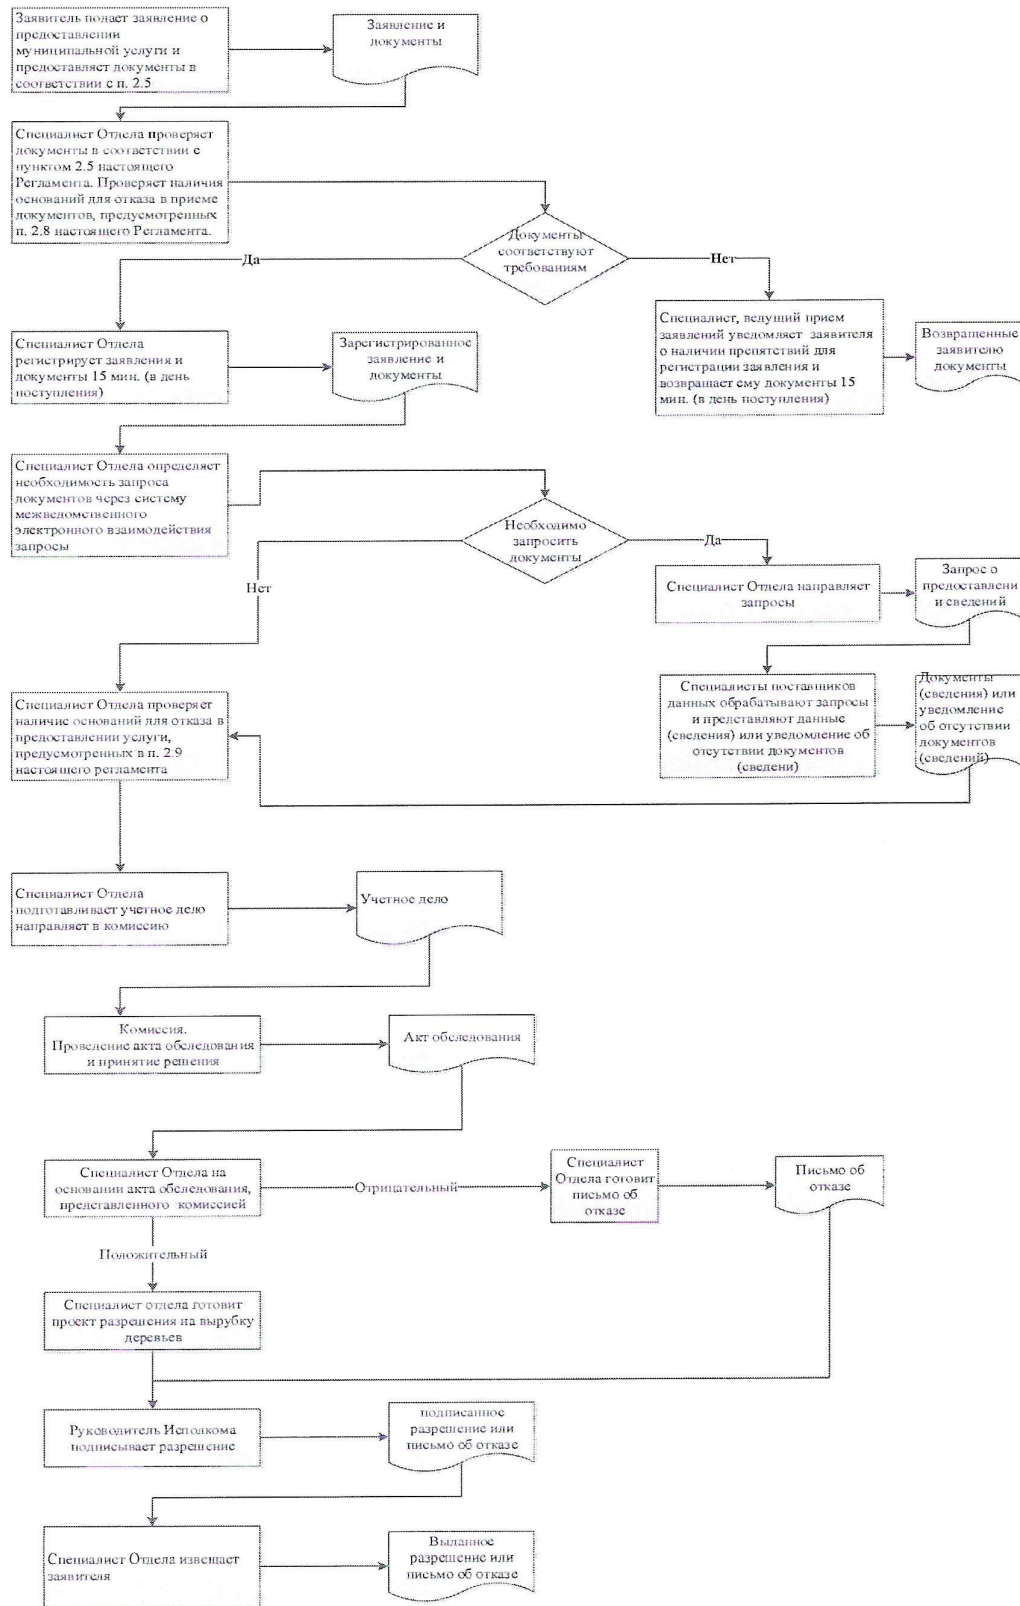 Заявитель подает заявление о
предоставлении
муниципальной услуги и
предоставляет документы в
соответствии с п. 2.5
Заявление и
документы
Специалист Отдела проверяет
документы в соответствии с
пунктом 2.5 настоящего
Регламента. Проверяет наличия
оснований для отказа в приеме
документов, предусмотренных
п. 2.8 настоящего Регламента.
Документы
соответствуют
требованиям
Да
Нет
Специалист Отдела
регистрирует заявления и
документы 15 мин. (в день
поступления)
Зарегистрированное
заявление и
документы
Специалист, ведущий прием
заявлений уведомляет заявителя
о наличии препятствий для
регистрации заявления и
возвращает ему документы 15
мин. (в день поступления)
Возвращенные
заявителю
документы
Специалист Отдела определяет
необходимость запроса
документов через систему
межведомственного
электронного взаимодействия
запросы
Необходимо
запросить
документы
Да
Нет
Специалист Отдела направляет
запросы
Запрос о
предоставлени
и сведений
Специалист Отдела проверяет
наличие оснований для отказа в
предоставлении услуги,
предусмотренных в п. 2.9
настоящего регламента
Специалисты поставщиков
данных обрабатывают запросы
и представляют данные
(сведения) или уведомление об
отсутствии документов
(сведени)
Документы
(сведения) или
уведомление
об отсутствии
документов
(сведений)
Специалист Отдела
подготавливает учетное дело
направляет в комиссию
Учетное дело
Комиссия.
Проведение акта обследования
и принятие решения
Акт обследования
Специалист Отдела на
основании акта обследования,
представленного комиссией
Отрицательный
Специалист
Отдела готовит
письмо об
отказе
Письмо об
отказе
Положительный
Специалист отдела готовит
проект разрешения на вырубку
деревьев
Руководитель Исполкома
подписывает разрешение
подписанное
разрешение или
письмо об отказе
Специалист Отдела извещает
заявителя
Выданное
разрешение или
письмо об отказе